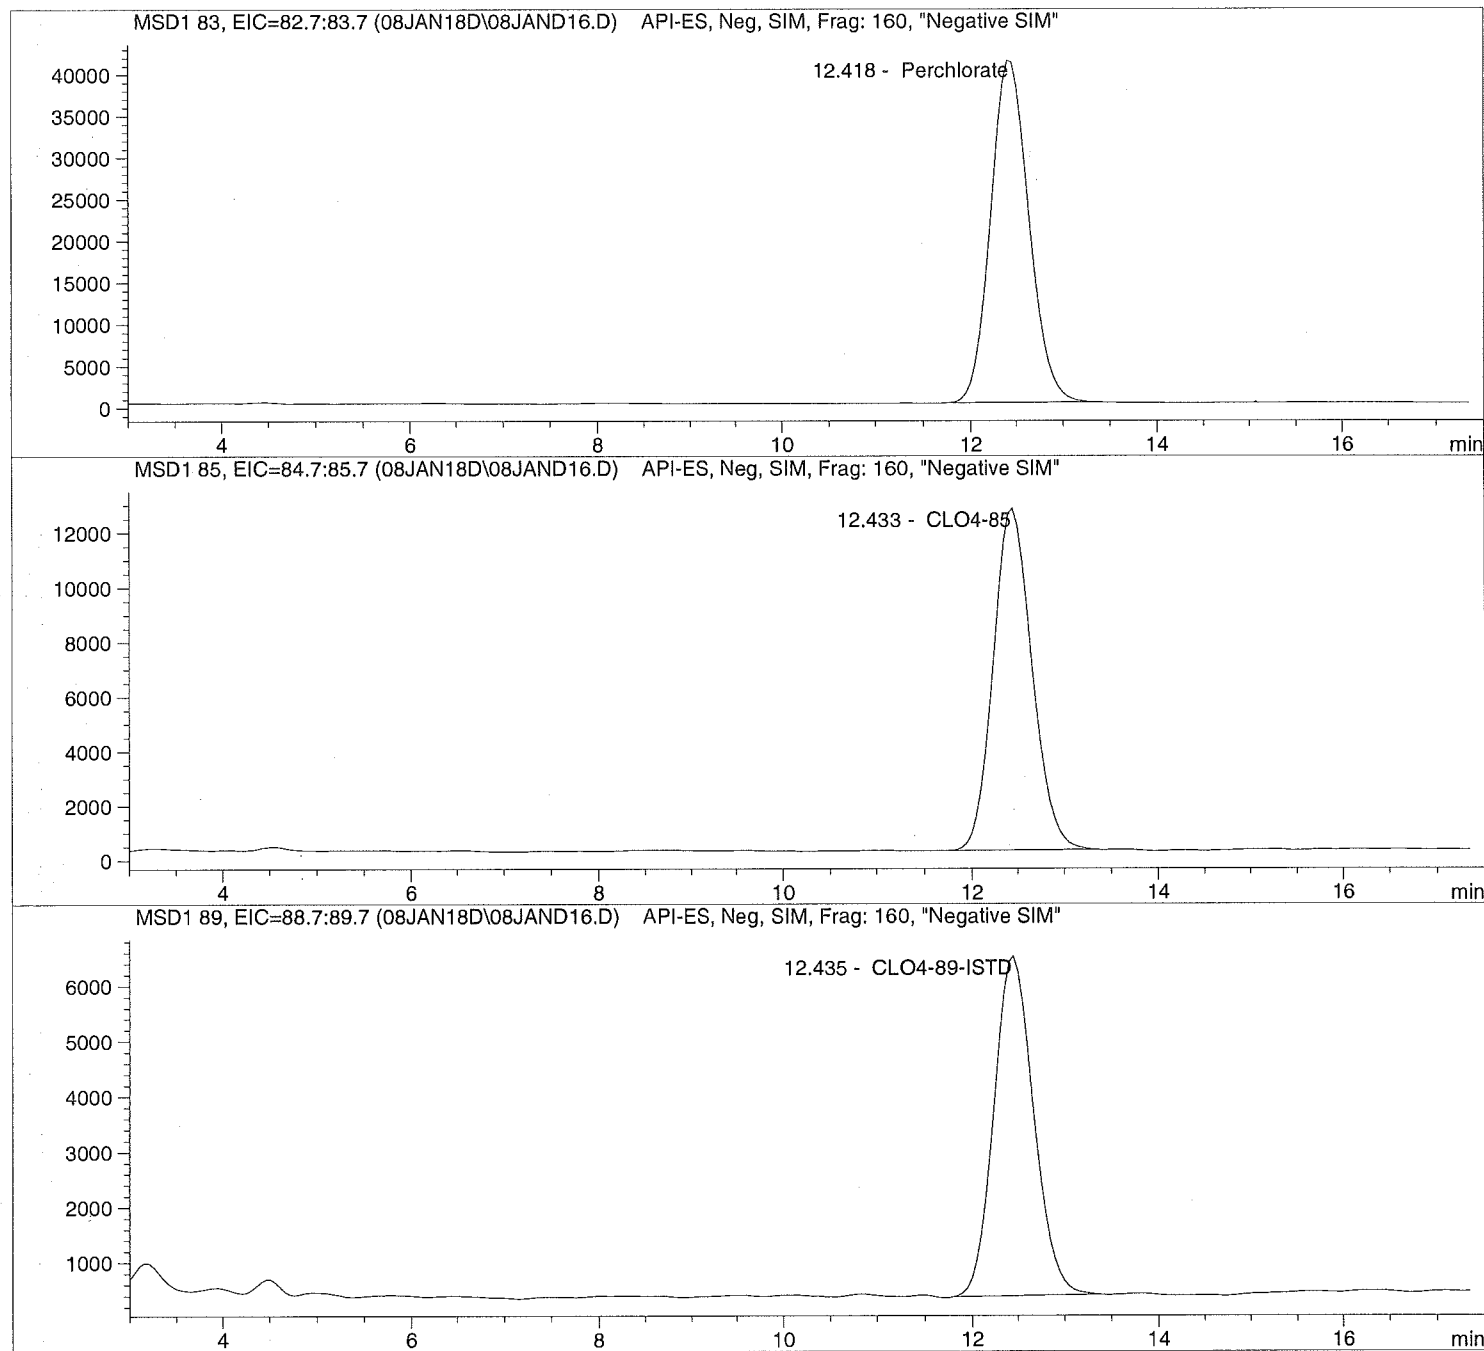 MSD1 83, EIC=82.7:83.7 (08JAN18D\08JAND16.D) API-ES, Neg, SIM, Frag: 160, "Negative SIM"
12.418 - Perchlorate
40000
35000
30000
25000
20000
15000
10000
5000
0
4 6 8 10 12 14 16 min
MSD1 85, EIC=84.7:85.7 (08JAN18D\08JAND16.D) API-ES, Neg, SIM, Frag: 160, "Negative SIM"
12.433 - CLO4-85
12000
10000
8000
6000
4000
2000
0
4 6 8 10 12 14 16 min
MSD1 89, EIC=88.7:89.7 (08JAN18D\08JAND16.D) API-ES, Neg, SIM, Frag: 160, "Negative SIM"
12.435 - CLO4-89-ISTD
6000
5000
4000
3000
2000
1000
4 6 8 10 12 14 16 min